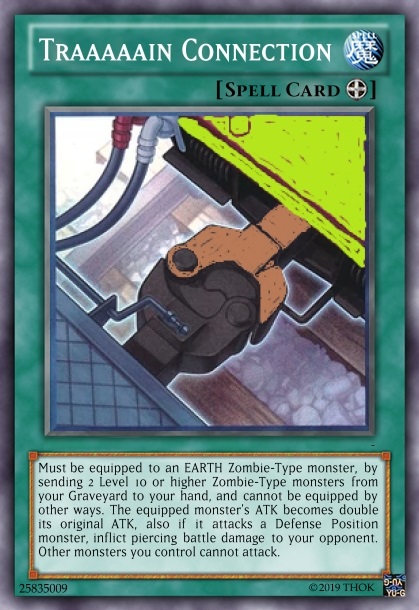 Traaaaain Connection
魔
[Spell Card ]
Must be equipped to an EARTH Zombie-Type monster, by
sending 2 Level 10 or higher Zombie-Type monsters from
your Graveyard to your hand, and cannot be equipped by
other ways. The equipped monster's ATK becomes double
its original ATK, also if it attacks a Defense Position
monster, inflict piercing battle damage to your opponent.
Other monsters you control cannot attack.
25835009
©2019 THOK